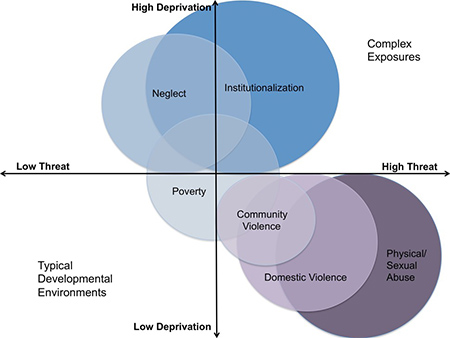 High Deprivation
Complex
Exposures
Neglect
Institutionalization
Low Threat
High Threat
Poverty
Community
Violence
Physical/
Sexual
Abuse
Domestic Violence
Typical
Developmental
Environments
Low Deprivation